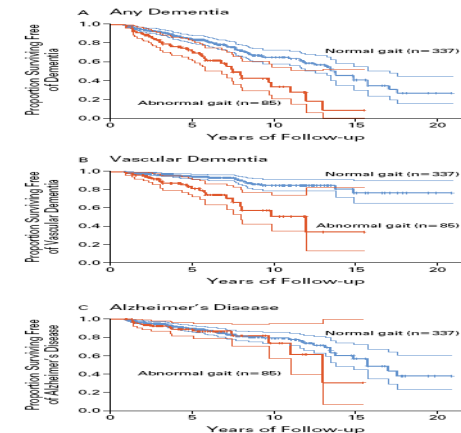 A Any Dementia
Proportion Surviving Free
of Dementia
1.0
0.8
0.6
0.4
0.2
0.0
Normal gait (n=337)
Abnormal gait (n=85)
0 5 10 15 20
Years of Follow-up
B Vascular Dementia
Proportion Surviving Free
of Vascular Dementia
1.0
0.8
0.6
0.4
0.2
0.0
Normal gait (n=337)
Abnormal gait (n=85)
0 5 10 15 20
Years of Follow-up
C Alzheimer's Disease
Proportion Surviving Free
of Alzheimer's Disease
1.0
0.8
0.6
0.4
0.2
0.0
Normal gait (n=337)
Abnormal gait (n=85)
0 5 10 15 20
Years of Follow-up